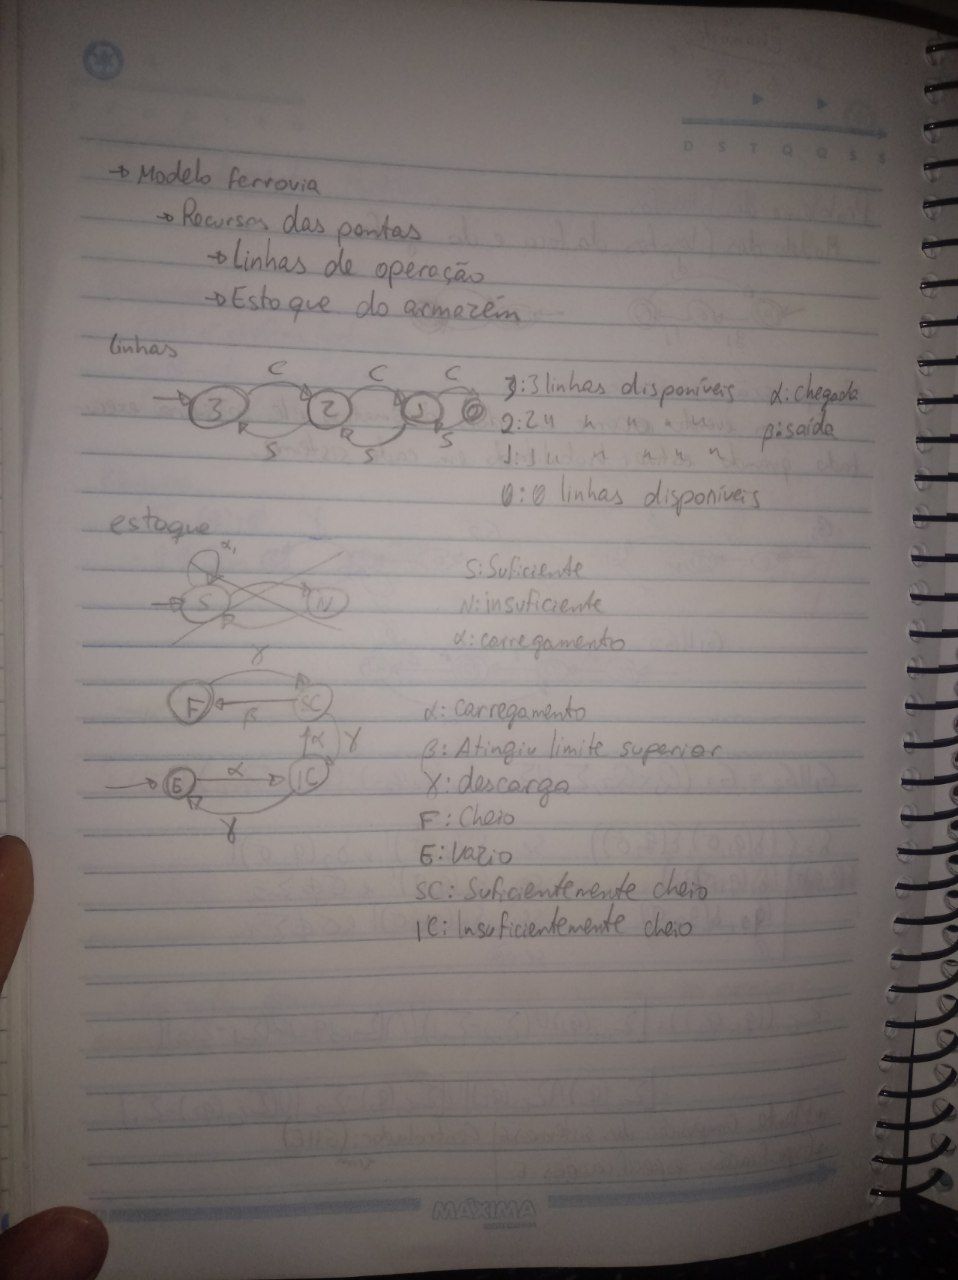 D S T Q Q S S
→ Modelo ferrovia
→ Recursos das pontas
→ Linhas de operação
→ Estoque do armazém
linhas
C C C
3 2 1 0
S S S
3: 3 linhas disponíveis α: chegada
2: 2 " " " " " β: saída
1: 1 " " " " "
0: 0 linhas disponíveis
estoque
α1
S N
S: Suficiente
N: insuficiente
α: carregamento
γ
F SC
β
α γ
E α IC
γ
α: carregamento
β: Atingiu limite superior
γ: descarga
F: Cheio
E: Vazio
SC: Suficientemente cheio
IC: Insuficientemente cheio
MÁXIMA